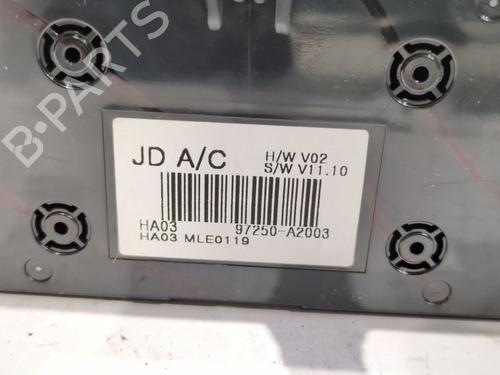 B-PARTS
JD A/C
H/W V02
S/W V11.10
HA03 97250-A2003
HA03 MLE0119